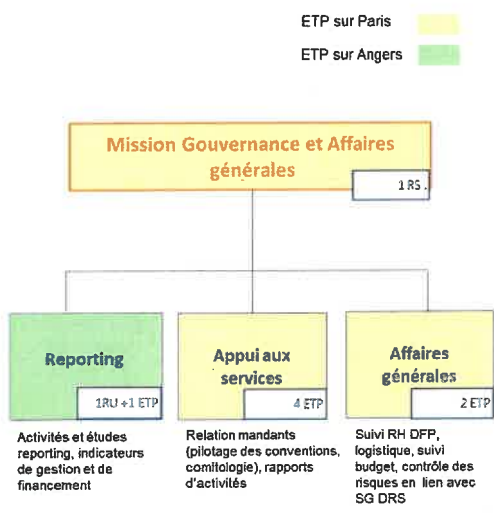 ETP sur Paris
ETP sur Angers
Mission Gouvernance et Affaires
générales
1 RS .
Reporting
1RU +1 ETP
Activités et études
reporting, indicateurs
de gestion et de
financement
Appui aux
services
4 ETP
Relation mandants
(pilotage des conventions,
comitologie), rapports
d'activités
Affaires
générales
2 ETP
Suivi RH DFP,
logistique, suivi
budget, contrôle des
risques en lien avec
SG DRS